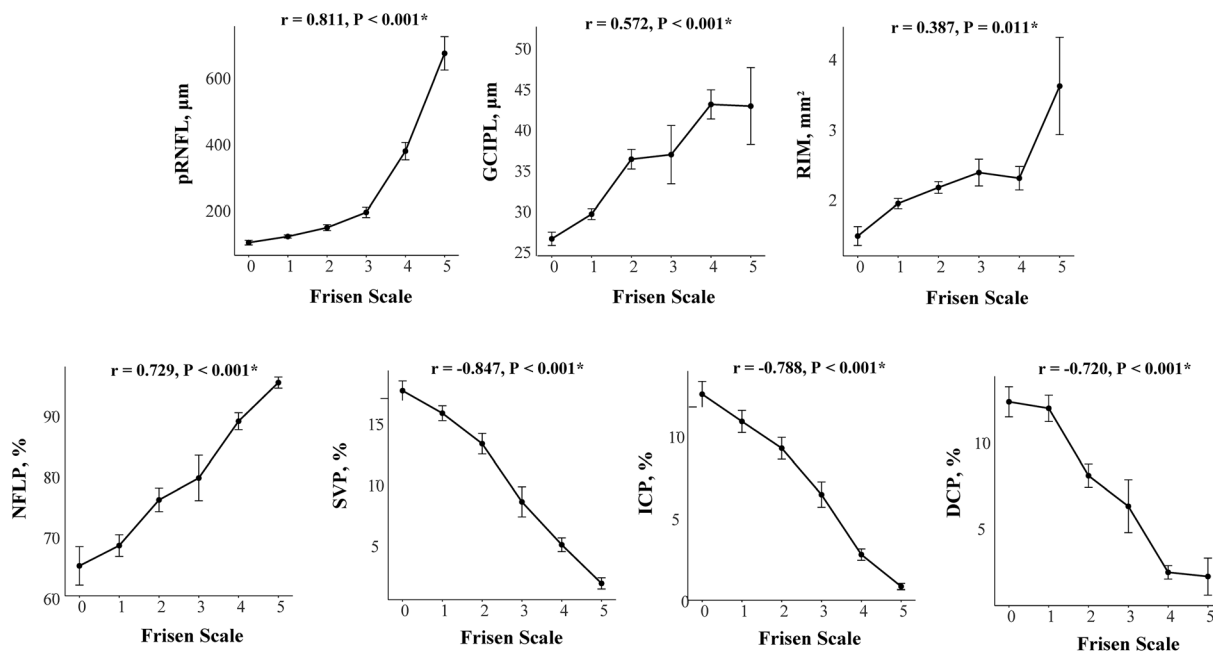 r = 0.811, P < 0.001*
pRNFL, µm
600
400
200
0 1 2 3 4 5
Frisen Scale
r = 0.572, P < 0.001*
GCIPL, µm
50
45
40
35
30
25
0 1 2 3 4 5
Frisen Scale
r = 0.387, P = 0.011*
RIM, mm²
4
3
2
0 1 2 3 4 5
Frisen Scale
r = 0.729, P < 0.001*
NFLP, %
90
80
70
60
0 1 2 3 4 5
Frisen Scale
r = -0.847, P < 0.001*
SVP, %
15
10
5
0 1 2 3 4 5
Frisen Scale
r = -0.788, P < 0.001*
ICP, %
10
5
0
0 1 2 3 4 5
Frisen Scale
r = -0.720, P < 0.001*
DCP, %
10
5
0 1 2 3 4 5
Frisen Scale